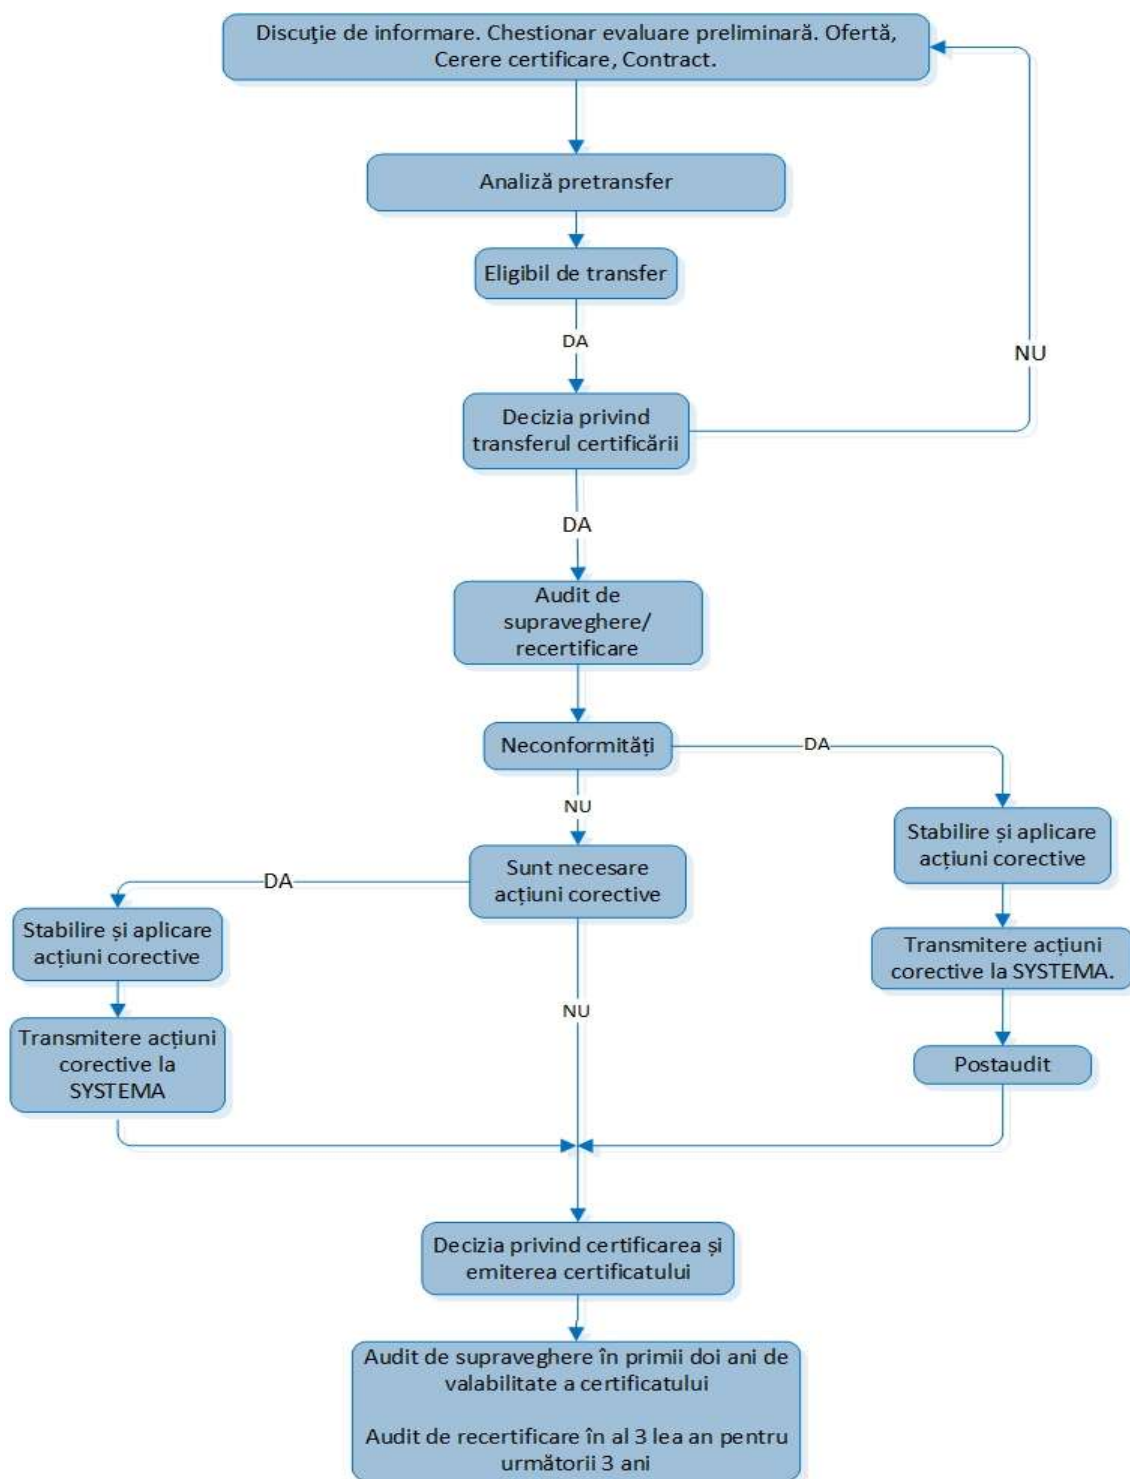 Discuţie de informare. Chestionar evaluare preliminară. Ofertă,
Cerere certificare, Contract.
Analiză pretransfer
Eligibil de transfer
DA
NU
Decizia privind
transferul certificării
DA
Audit de
supraveghere/
recertificare
Neconformități
DA
NU
Stabilire și aplicare
acțiuni corective
Sunt necesare
acțiuni corective
DA
Stabilire și aplicare
acțiuni corective
Transmitere acțiuni
corective la SYSTEMA.
NU
Transmitere acțiuni
corective la
SYSTEMA
Postaudit
Decizia privind certificarea și
emiterea certificatului
Audit de supraveghere în primii doi ani de
valabilitate a certificatului
Audit de recertificare în al 3 lea an pentru
următorii 3 ani